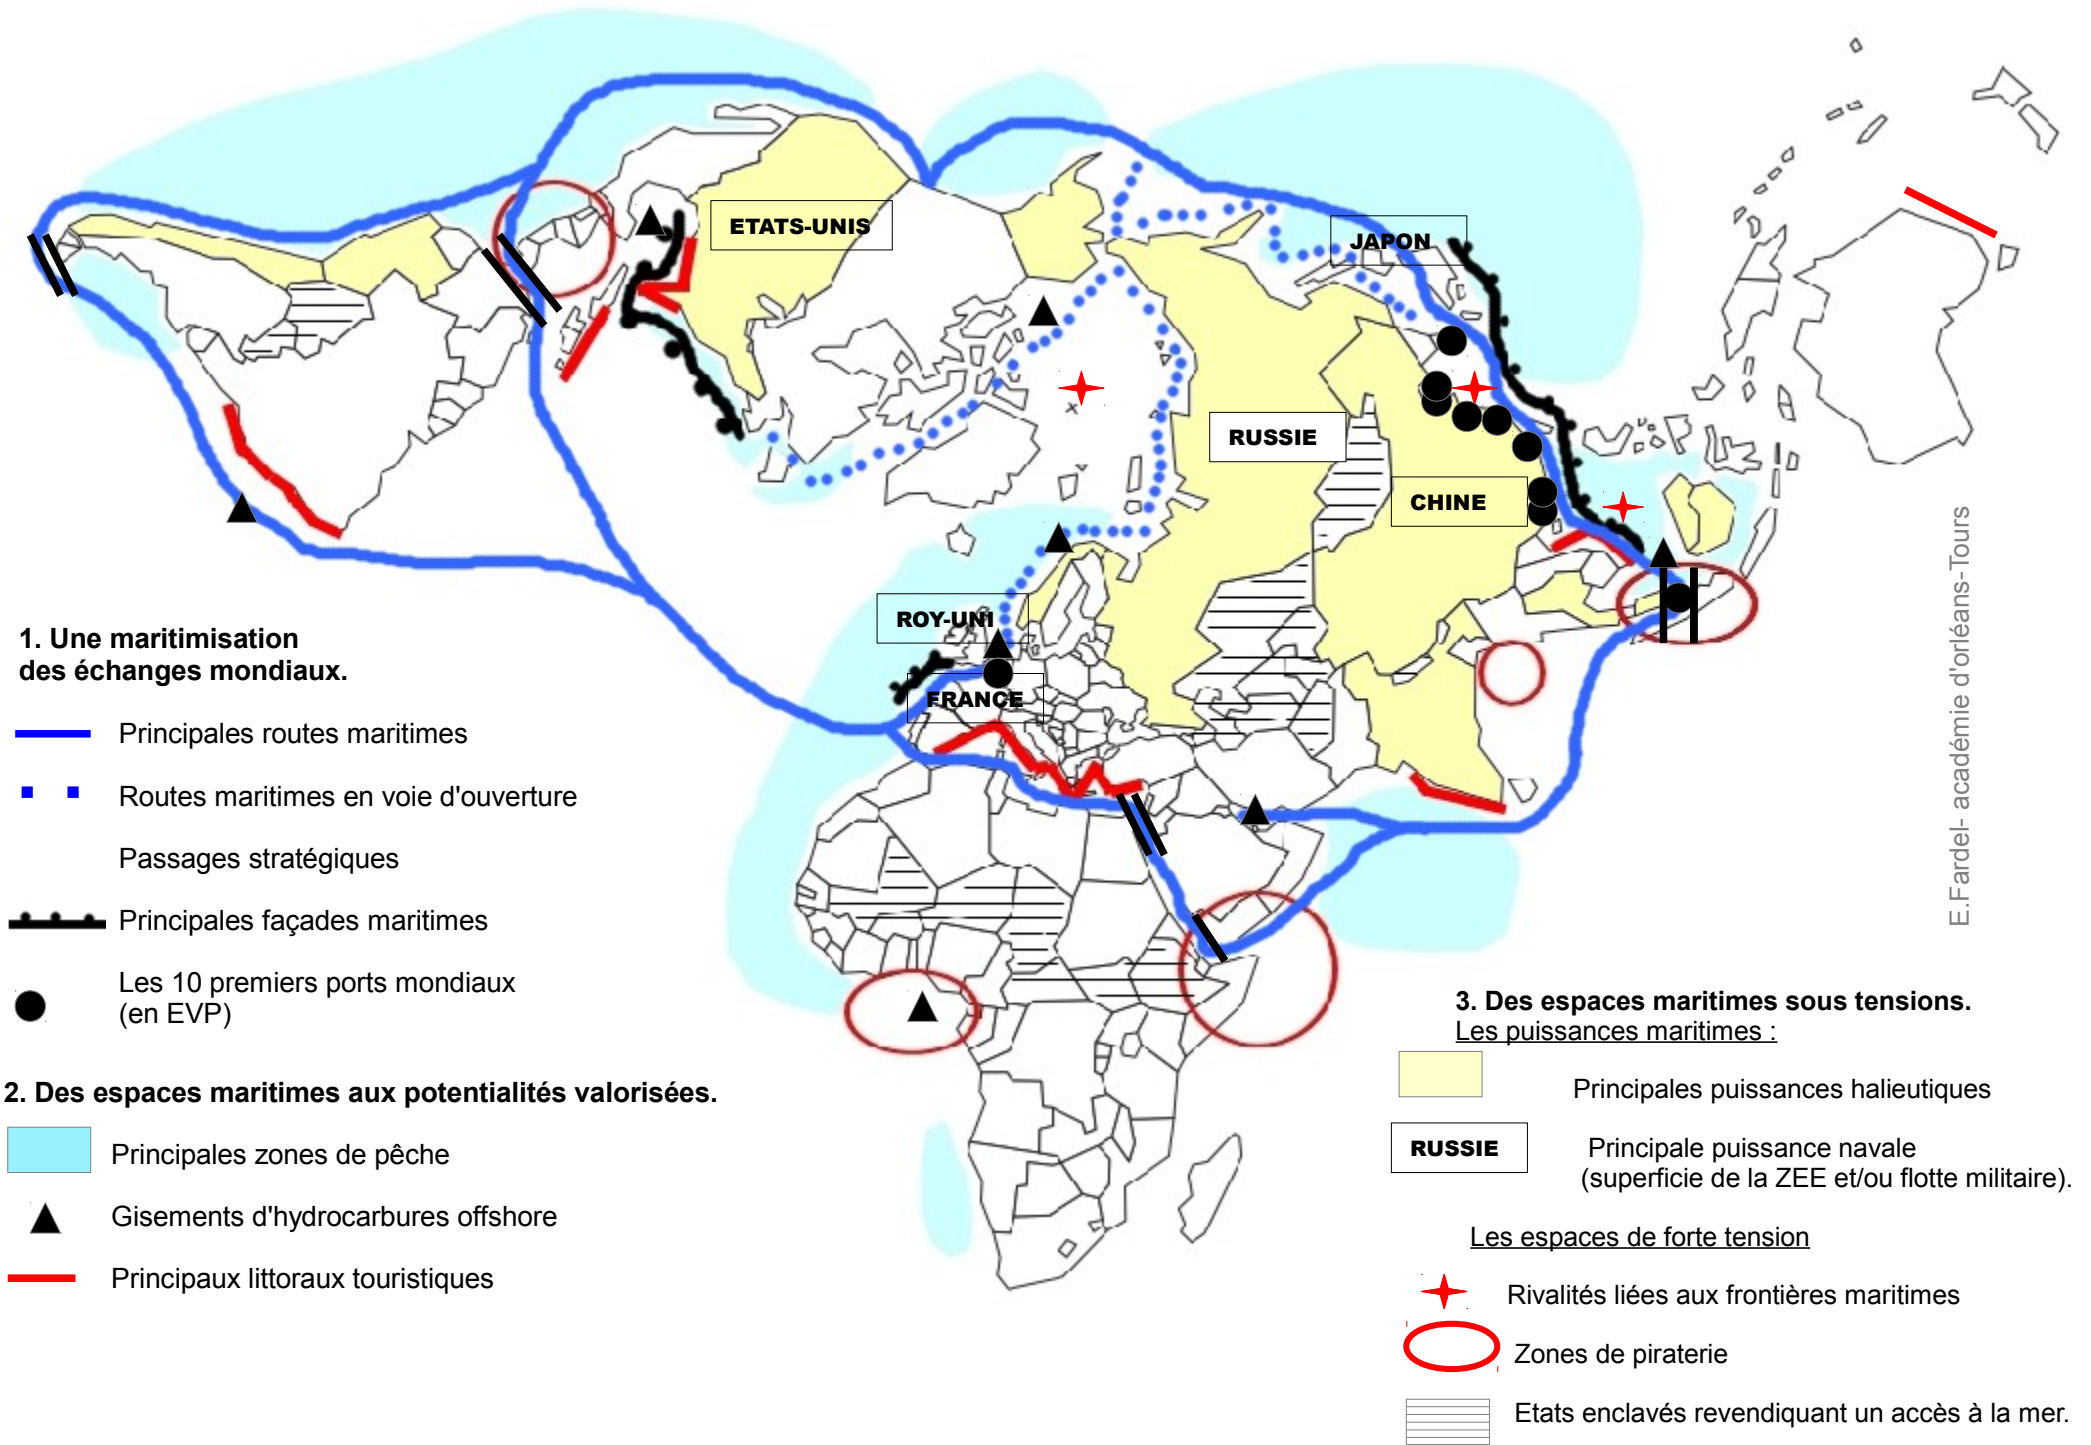 ETATS-UNIS
JAPON
RUSSIE
CHINE
ROY-UNI
FRANCE
E.Fardel- académie d'orléans-Tours
1. Une maritimisation
des échanges mondiaux.
Principales routes maritimes
Routes maritimes en voie d'ouverture
Passages stratégiques
Principales façades maritimes
Les 10 premiers ports mondiaux
(en EVP)
2. Des espaces maritimes aux potentialités valorisées.
Principales zones de pêche
Gisements d'hydrocarbures offshore
Principaux littoraux touristiques
3. Des espaces maritimes sous tensions.
Les puissances maritimes :
Principales puissances halieutiques
RUSSIE
Principale puissance navale
(superficie de la ZEE et/ou flotte militaire).
Les espaces de forte tension
Rivalités liées aux frontières maritimes
Zones de piraterie
Etats enclavés revendiquant un accès à la mer.